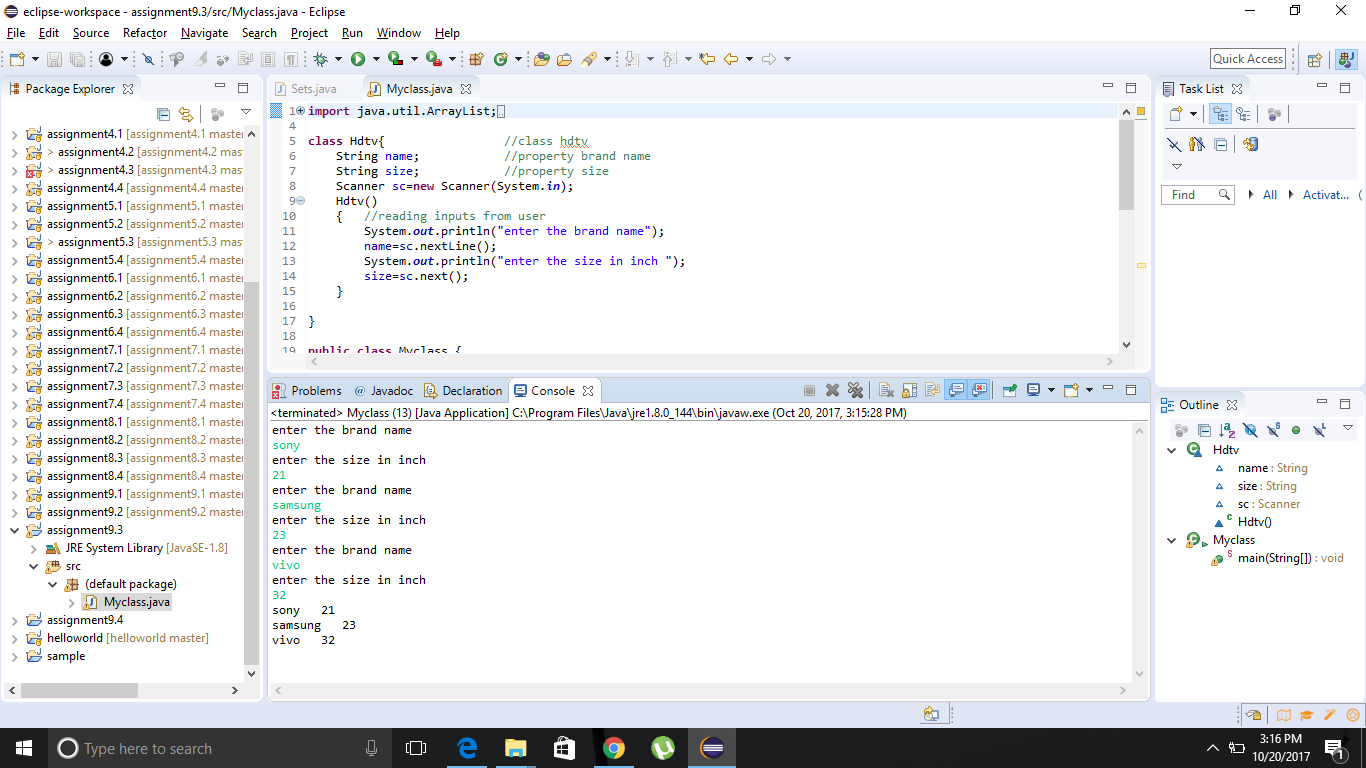 eclipse-workspace - assignment9.3/src/Myclass.java - Eclipse
File Edit Source Refactor Navigate Search Project Run Window Help
Quick Access
Package Explorer
assignment4.1 [assignment4.1 master
> assignment4.2 [assignment4.2 mas
> assignment4.3 [assignment4.3 mas
assignment4.4 [assignment4.4 master
assignment5.1 [assignment5.1 master
assignment5.2 [assignment5.2 master
> assignment5.3 [assignment5.3 mas
assignment5.4 [assignment5.4 master
assignment6.1 [assignment6.1 master
assignment6.2 [assignment6.2 master
assignment6.3 [assignment6.3 master
assignment6.4 [assignment6.4 master
assignment7.1 [assignment7.1 master
assignment7.2 [assignment7.2 master
assignment7.3 [assignment7.3 master
assignment7.4 [assignment7.4 master
assignment8.1 [assignment8.1 master
assignment8.2 [assignment8.2 master
assignment8.3 [assignment8.3 master
assignment8.4 [assignment8.4 master
assignment9.1 [assignment9.1 master
assignment9.2 [assignment9.2 master
assignment9.3
JRE System Library [JavaSE-1.8]
src
(default package)
Myclass.java
assignment9.4
helloworld [helloworld master]
sample
Sets.java Myclass.java
1 import java.util.ArrayList;
4
5 class Hdtv{ //class hdtv
6 String name; //property brand name
7 String size; //property size
8 Scanner sc=new Scanner(System.in);
9 Hdtv()
10 { //reading inputs from user
11 System.out.println("enter the brand name");
12 name=sc.nextLine();
13 System.out.println("enter the size in inch ");
14 size=sc.next();
15 }
16
17 }
18
19 public class Myclass {
Problems @ Javadoc Declaration Console
<terminated> Myclass (13) [Java Application] C:\Program Files\Java\jre1.8.0_144\bin\javaw.exe (Oct 20, 2017, 3:15:28 PM)
enter the brand name
sony
enter the size in inch
21
enter the brand name
samsung
enter the size in inch
23
enter the brand name
vivo
enter the size in inch
32
sony 21
samsung 23
vivo 32
Task List
Find All Activat...
Outline
Hdtv
name : String
size : String
sc : Scanner
Hdtv()
Myclass
main(String[]) : void
Type here to search
3:16 PM
10/20/2017
1